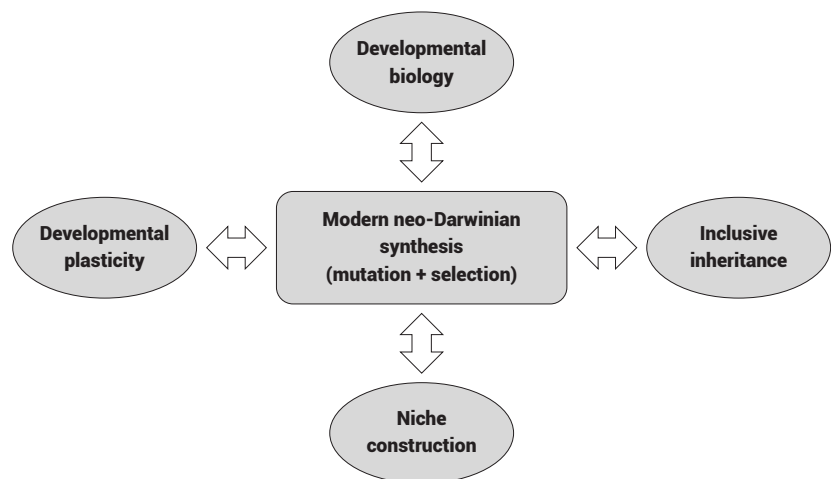 Developmental
biology
Developmental
plasticity
Modern neo-Darwinian
synthesis
(mutation + selection)
Inclusive
inheritance
Niche
construction